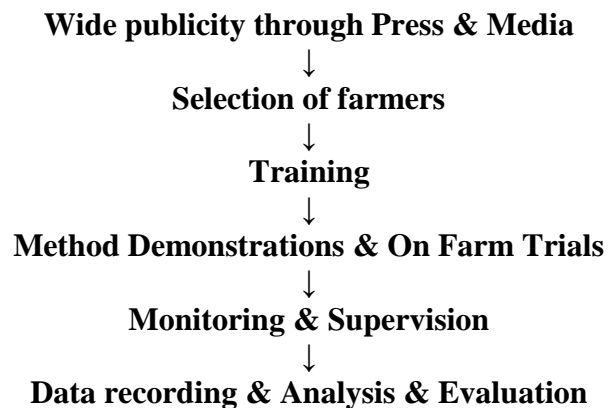 Wide publicity through Press & Media
↓
Selection of farmers
↓
Training
↓
Method Demonstrations & On Farm Trials
↓
Monitoring & Supervision
↓
Data recording & Analysis & Evaluation